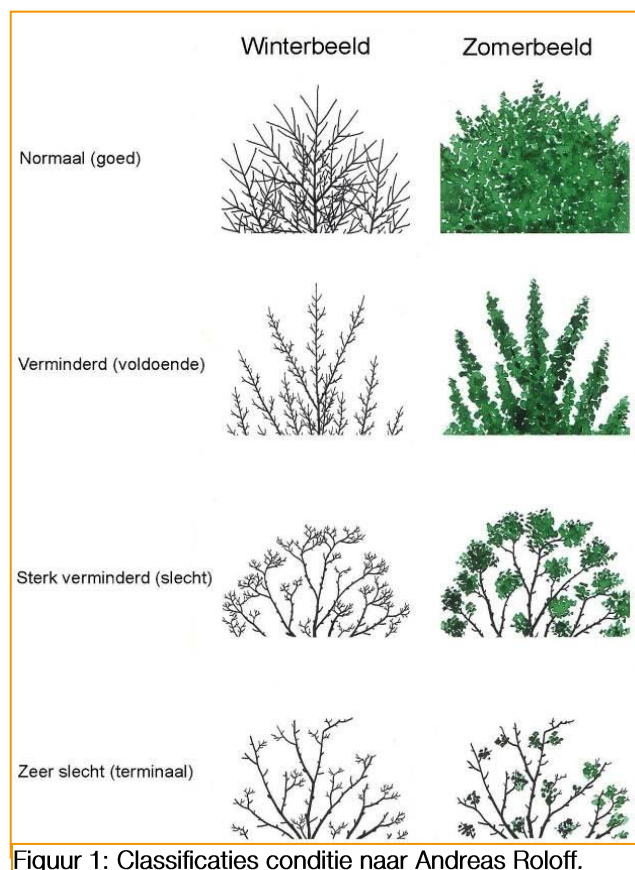 Winterbeeld Zomerbeeld
Normaal (goed)
Verminderd (voldoende)
Sterk verminderd (slecht)
Zeer slecht (terminaal)
Figuur 1: Classificaties conditie naar Andreas Roloff.